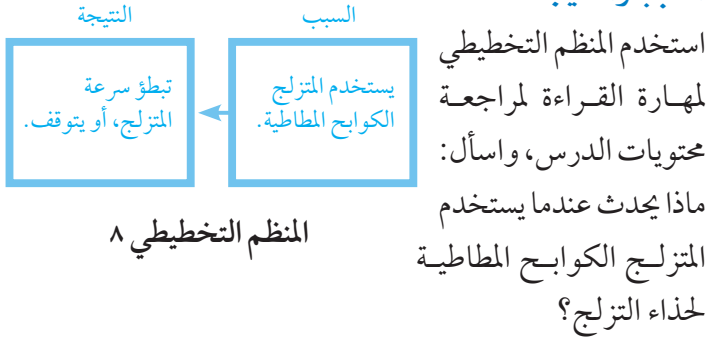 استخدم المنظم التخطيطي
لمهارة القراءة لمراجعة
محتويات الدرس، واسأل:
ماذا يحدث عندما يستخدم
المتزلج الكوابح المطاطية
لحذاء التزلج؟
السبب
يستخدم المتزلج
الكوابح المطاطية.
النتيجة
تبطؤ سرعة
المتزلج، أو يتوقف.
المنظم التخطيطي ٨